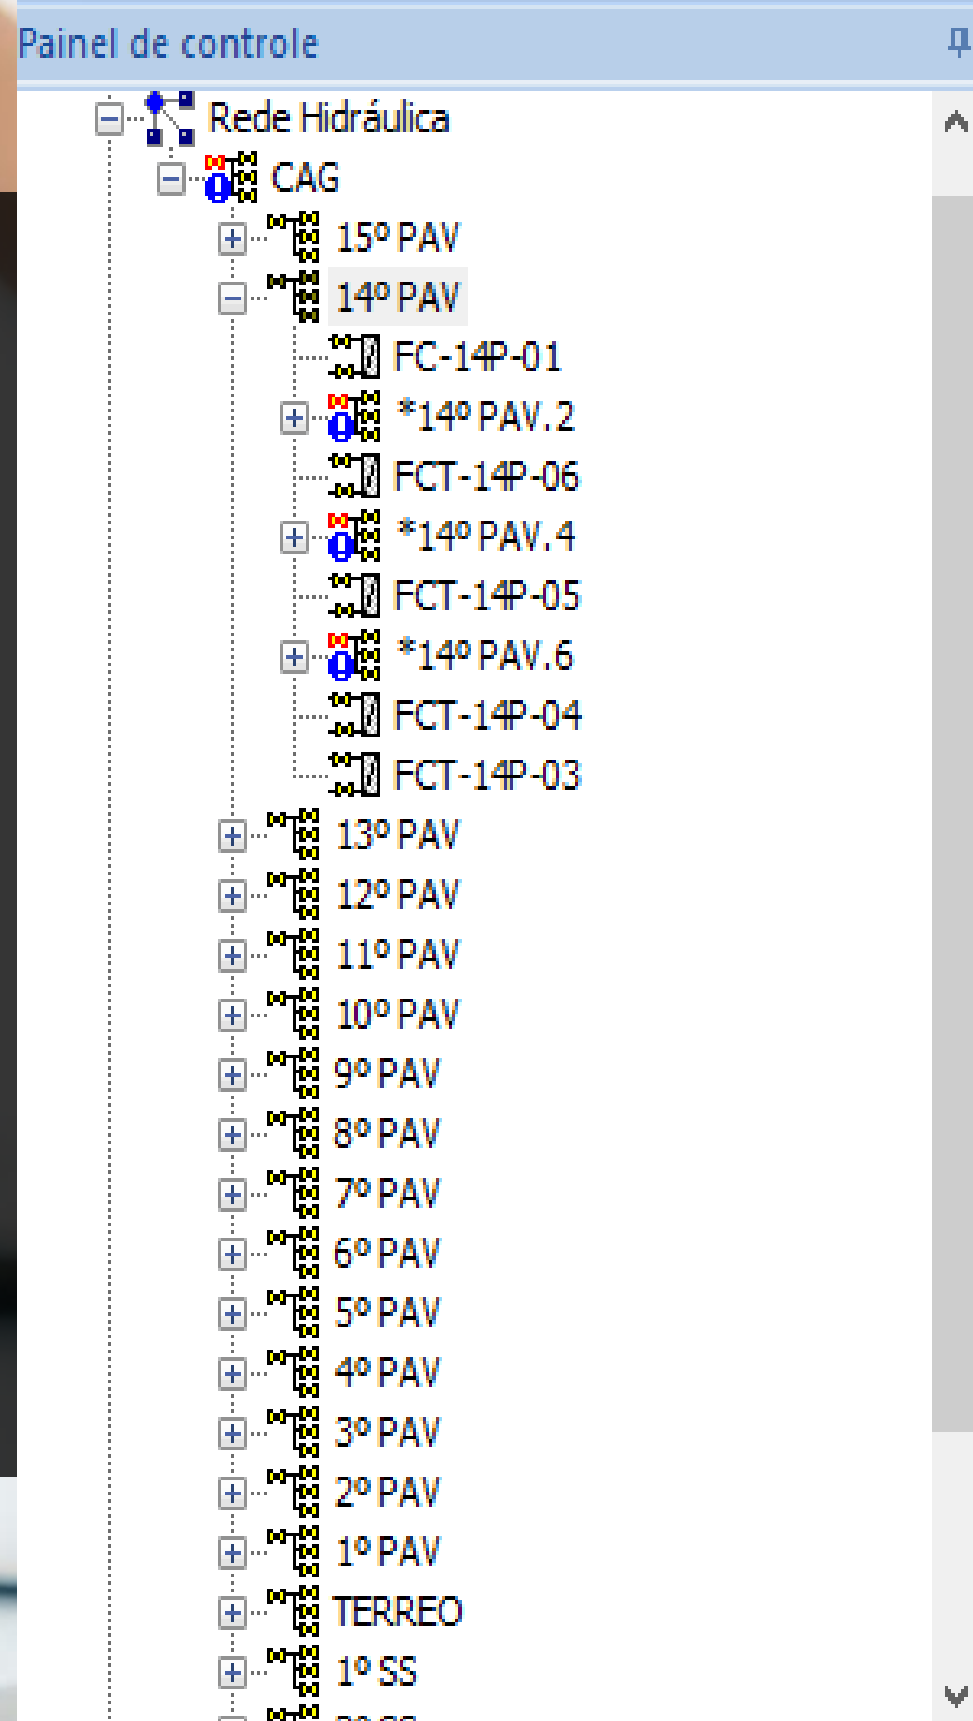 Painel de controle
Rede Hidráulica
CAG
15º PAV
14º PAV
FC-14P-01
*14º PAV.2
FCT-14P-06
*14º PAV.4
FCT-14P-05
*14º PAV.6
FCT-14P-04
FCT-14P-03
13º PAV
12º PAV
11º PAV
10º PAV
9º PAV
8º PAV
7º PAV
6º PAV
5º PAV
4º PAV
3º PAV
2º PAV
1º PAV
TERREO
1º SS